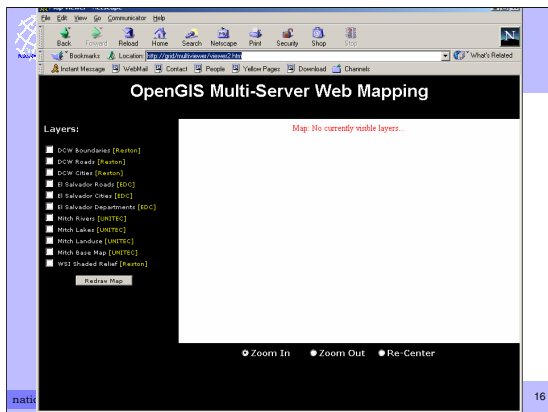 Map Viewer - Netscape
File Edit View Go Communicator Help
Back Forward Reload Home Search Netscape Print Security Shop Stop
N
Bookmarks Location: http://grid/multiviewer/viewer2.htm What's Related
Instant Message WebMail Contact People Yellow Pages Download Channels
OpenGIS Multi-Server Web Mapping
Layers:
Map: No currently visible layers...
DCW Boundaries [Reston]
DCW Roads [Reston]
DCW Cities [Reston]
El Salvador Roads [EDC]
El Salvador Cities [EDC]
El Salvador Departments [EDC]
Mitch Rivers [UNITEC]
Mitch Lakes [UNITEC]
Mitch Landuse [UNITEC]
Mitch Base Map [UNITEC]
WSI Shaded Relief [Reston]
Redraw Map
Zoom In Zoom Out Re-Center
16